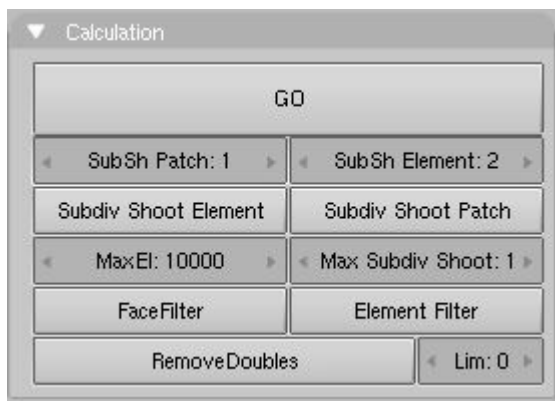 Calculation
GO
SubSh Patch: 1 SubSh Element: 2
Subdiv Shoot Element Subdiv Shoot Patch
MaxEl: 10000 Max Subdiv Shoot: 1
FaceFilter Element Filter
RemoveDoubles Lim: 0